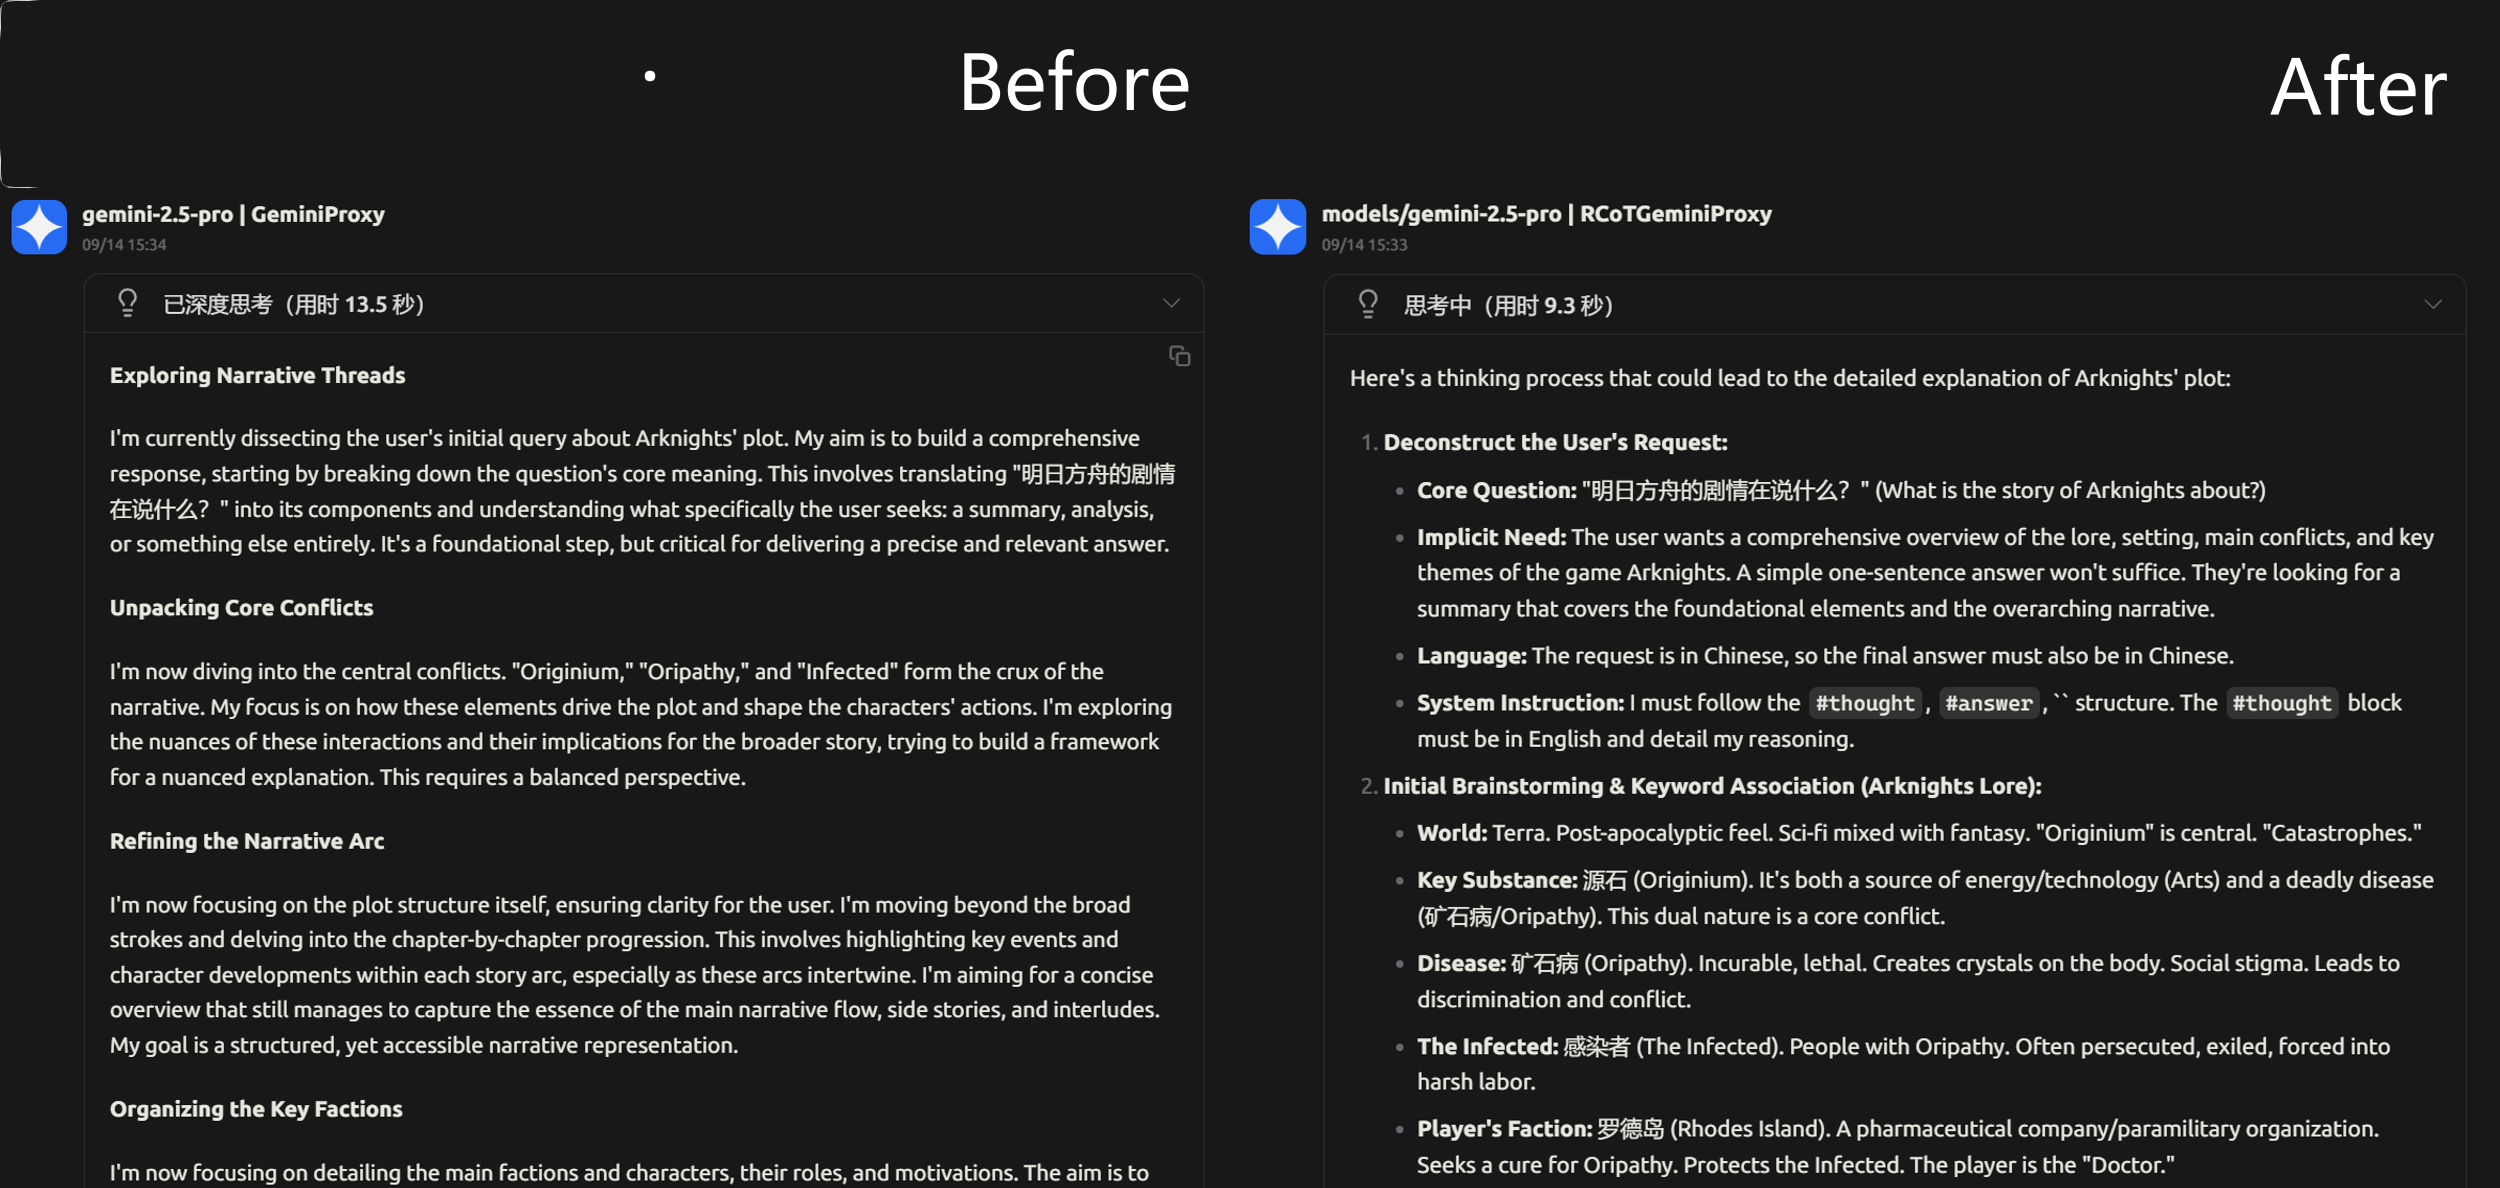 Before
After
gemini-2.5-pro | GeminiProxy
09/14 15:34
已深度思考（用时 13.5 秒）
Exploring Narrative Threads
I'm currently dissecting the user's initial query about Arknights' plot. My aim is to build a comprehensive
response, starting by breaking down the question's core meaning. This involves translating "明日方舟的剧情
在说什么？" into its components and understanding what specifically the user seeks: a summary, analysis,
or something else entirely. It's a foundational step, but critical for delivering a precise and relevant answer.
Unpacking Core Conflicts
I'm now diving into the central conflicts. "Originium," "Oripathy," and "Infected" form the crux of the
narrative. My focus is on how these elements drive the plot and shape the characters' actions. I'm exploring
the nuances of these interactions and their implications for the broader story, trying to build a framework
for a nuanced explanation. This requires a balanced perspective.
Refining the Narrative Arc
I'm now focusing on the plot structure itself, ensuring clarity for the user. I'm moving beyond the broad
strokes and delving into the chapter-by-chapter progression. This involves highlighting key events and
character developments within each story arc, especially as these arcs intertwine. I'm aiming for a concise
overview that still manages to capture the essence of the main narrative flow, side stories, and interludes.
My goal is a structured, yet accessible narrative representation.
Organizing the Key Factions
I'm now focusing on detailing the main factions and characters, their roles, and motivations. The aim is to
models/gemini-2.5-pro | RCoTGeminiProxy
09/14 15:33
思考中（用时 9.3 秒）
Here's a thinking process that could lead to the detailed explanation of Arknights' plot:
1. Deconstruct the User's Request:
• Core Question: "明日方舟的剧情在说什么？" (What is the story of Arknights about?)
• Implicit Need: The user wants a comprehensive overview of the lore, setting, main conflicts, and key
themes of the game Arknights. A simple one-sentence answer won't suffice. They're looking for a
summary that covers the foundational elements and the overarching narrative.
• Language: The request is in Chinese, so the final answer must also be in Chinese.
• System Instruction: I must follow the #thought , #answer ,`` structure. The #thought block
must be in English and detail my reasoning.
2. Initial Brainstorming & Keyword Association (Arknights Lore):
• World: Terra. Post-apocalyptic feel. Sci-fi mixed with fantasy. "Originium" is central. "Catastrophes."
• Key Substance: 源石 (Originium). It's both a source of energy/technology (Arts) and a deadly disease
(矿石病/Oripathy). This dual nature is a core conflict.
• Disease: 矿石病 (Oripathy). Incurable, lethal. Creates crystals on the body. Social stigma. Leads to
discrimination and conflict.
• The Infected: 感染者 (The Infected). People with Oripathy. Often persecuted, exiled, forced into
harsh labor.
• Player's Faction: 罗德岛 (Rhodes Island). A pharmaceutical company/paramilitary organization.
Seeks a cure for Oripathy. Protects the Infected. The player is the "Doctor."